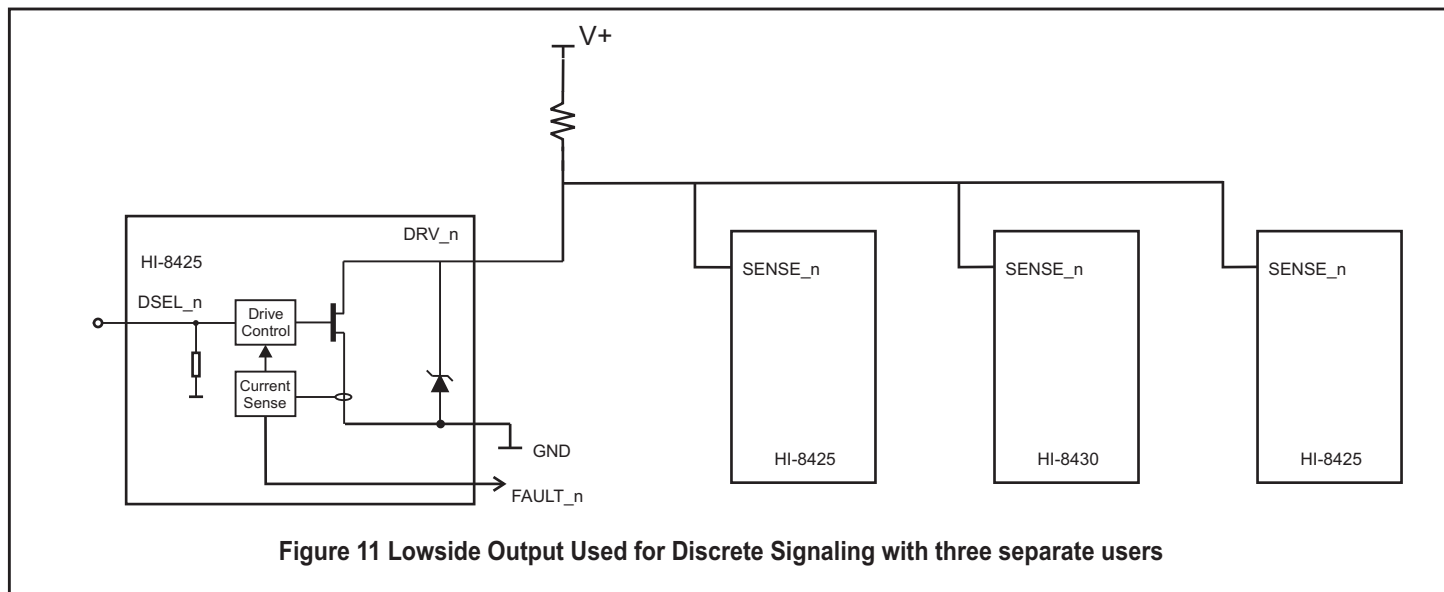 V+
DRV_n
HI-8425
DSEL_n
Drive
Control
Current
Sense
GND
FAULT_n
SENSE_n
HI-8425
SENSE_n
HI-8430
SENSE_n
HI-8425
Figure 11 Lowside Output Used for Discrete Signaling with three separate users